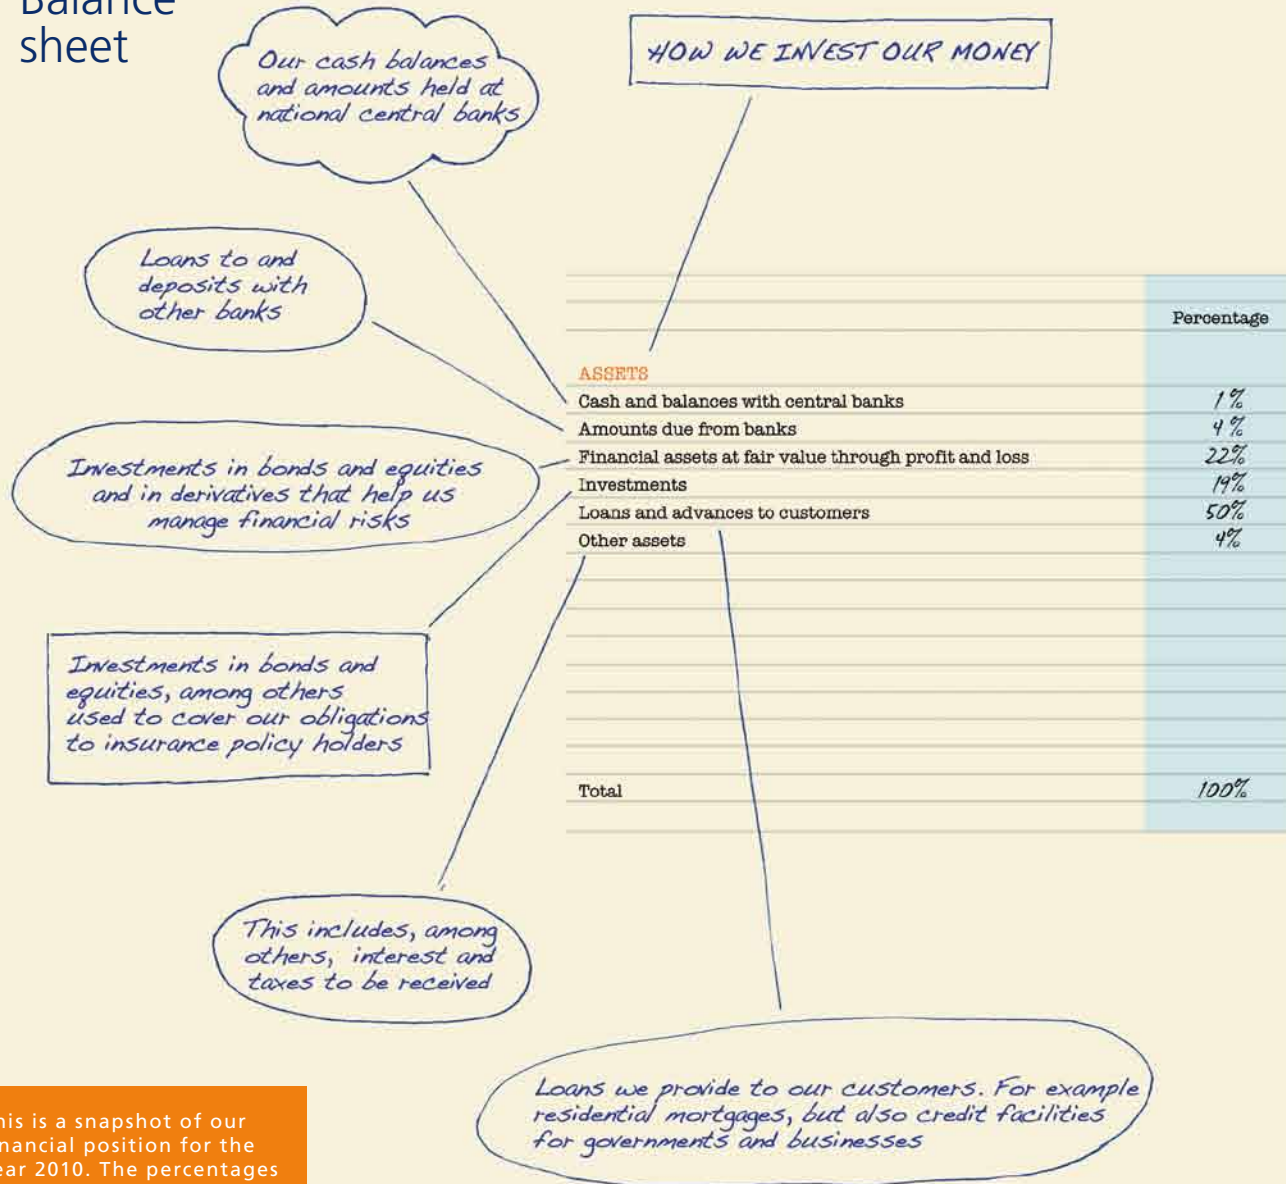 Balance
sheet
Our cash balances
and amounts held at
national central banks
HOW WE INVEST OUR MONEY
Loans to and
deposits with
other banks
Percentage
ASSETS
Cash and balances with central banks 1%
Amounts due from banks 4%
Financial assets at fair value through profit and loss 22%
Investments 19%
Loans and advances to customers 50%
Other assets 4%
Total 100%
Investments in bonds and equities
and in derivatives that help us
manage financial risks
Investments in bonds and
equities, among others
used to cover our obligations
to insurance policy holders
This includes, among
others, interest and
taxes to be received
Loans we provide to our customers. For example
residential mortgages, but also credit facilities
for governments and businesses
his is a snapshot of our
nancial position for the
ear 2010. The percentages